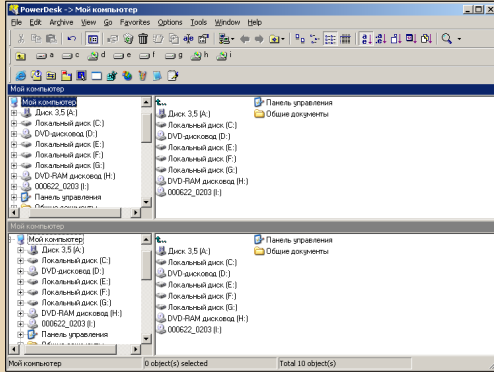 PowerDesk -> Мой компьютер
File Edit Archive View Go Favorites Options Tools Window Help
a c d e f g h i
Мой компьютер
Мой компьютер
Диск 3,5 (A:)
Локальный диск (C:)
DVD-дисковод (D:)
Локальный диск (E:)
Локальный диск (F:)
Локальный диск (G:)
DVD-RAM дисковод (H:)
000622_0203 (I:)
Панель управления
Общие документы
Диск 3,5 (A:)
Локальный диск (C:)
DVD-дисковод (D:)
Локальный диск (E:)
Локальный диск (F:)
Локальный диск (G:)
DVD-RAM дисковод (H:)
000622_0203 (I:)
Панель управления
Общие документы
Мой компьютер
Мой компьютер
Диск 3,5 (A:)
Локальный диск (C:)
DVD-дисковод (D:)
Локальный диск (E:)
Локальный диск (F:)
Локальный диск (G:)
DVD-RAM дисковод (H:)
000622_0203 (I:)
Панель управления
Диск 3,5 (A:)
Локальный диск (C:)
DVD-дисковод (D:)
Локальный диск (E:)
Локальный диск (F:)
Локальный диск (G:)
DVD-RAM дисковод (H:)
000622_0203 (I:)
Панель управления
Общие документы
Мой компьютер 0 object(s) selected Total 10 object(s)